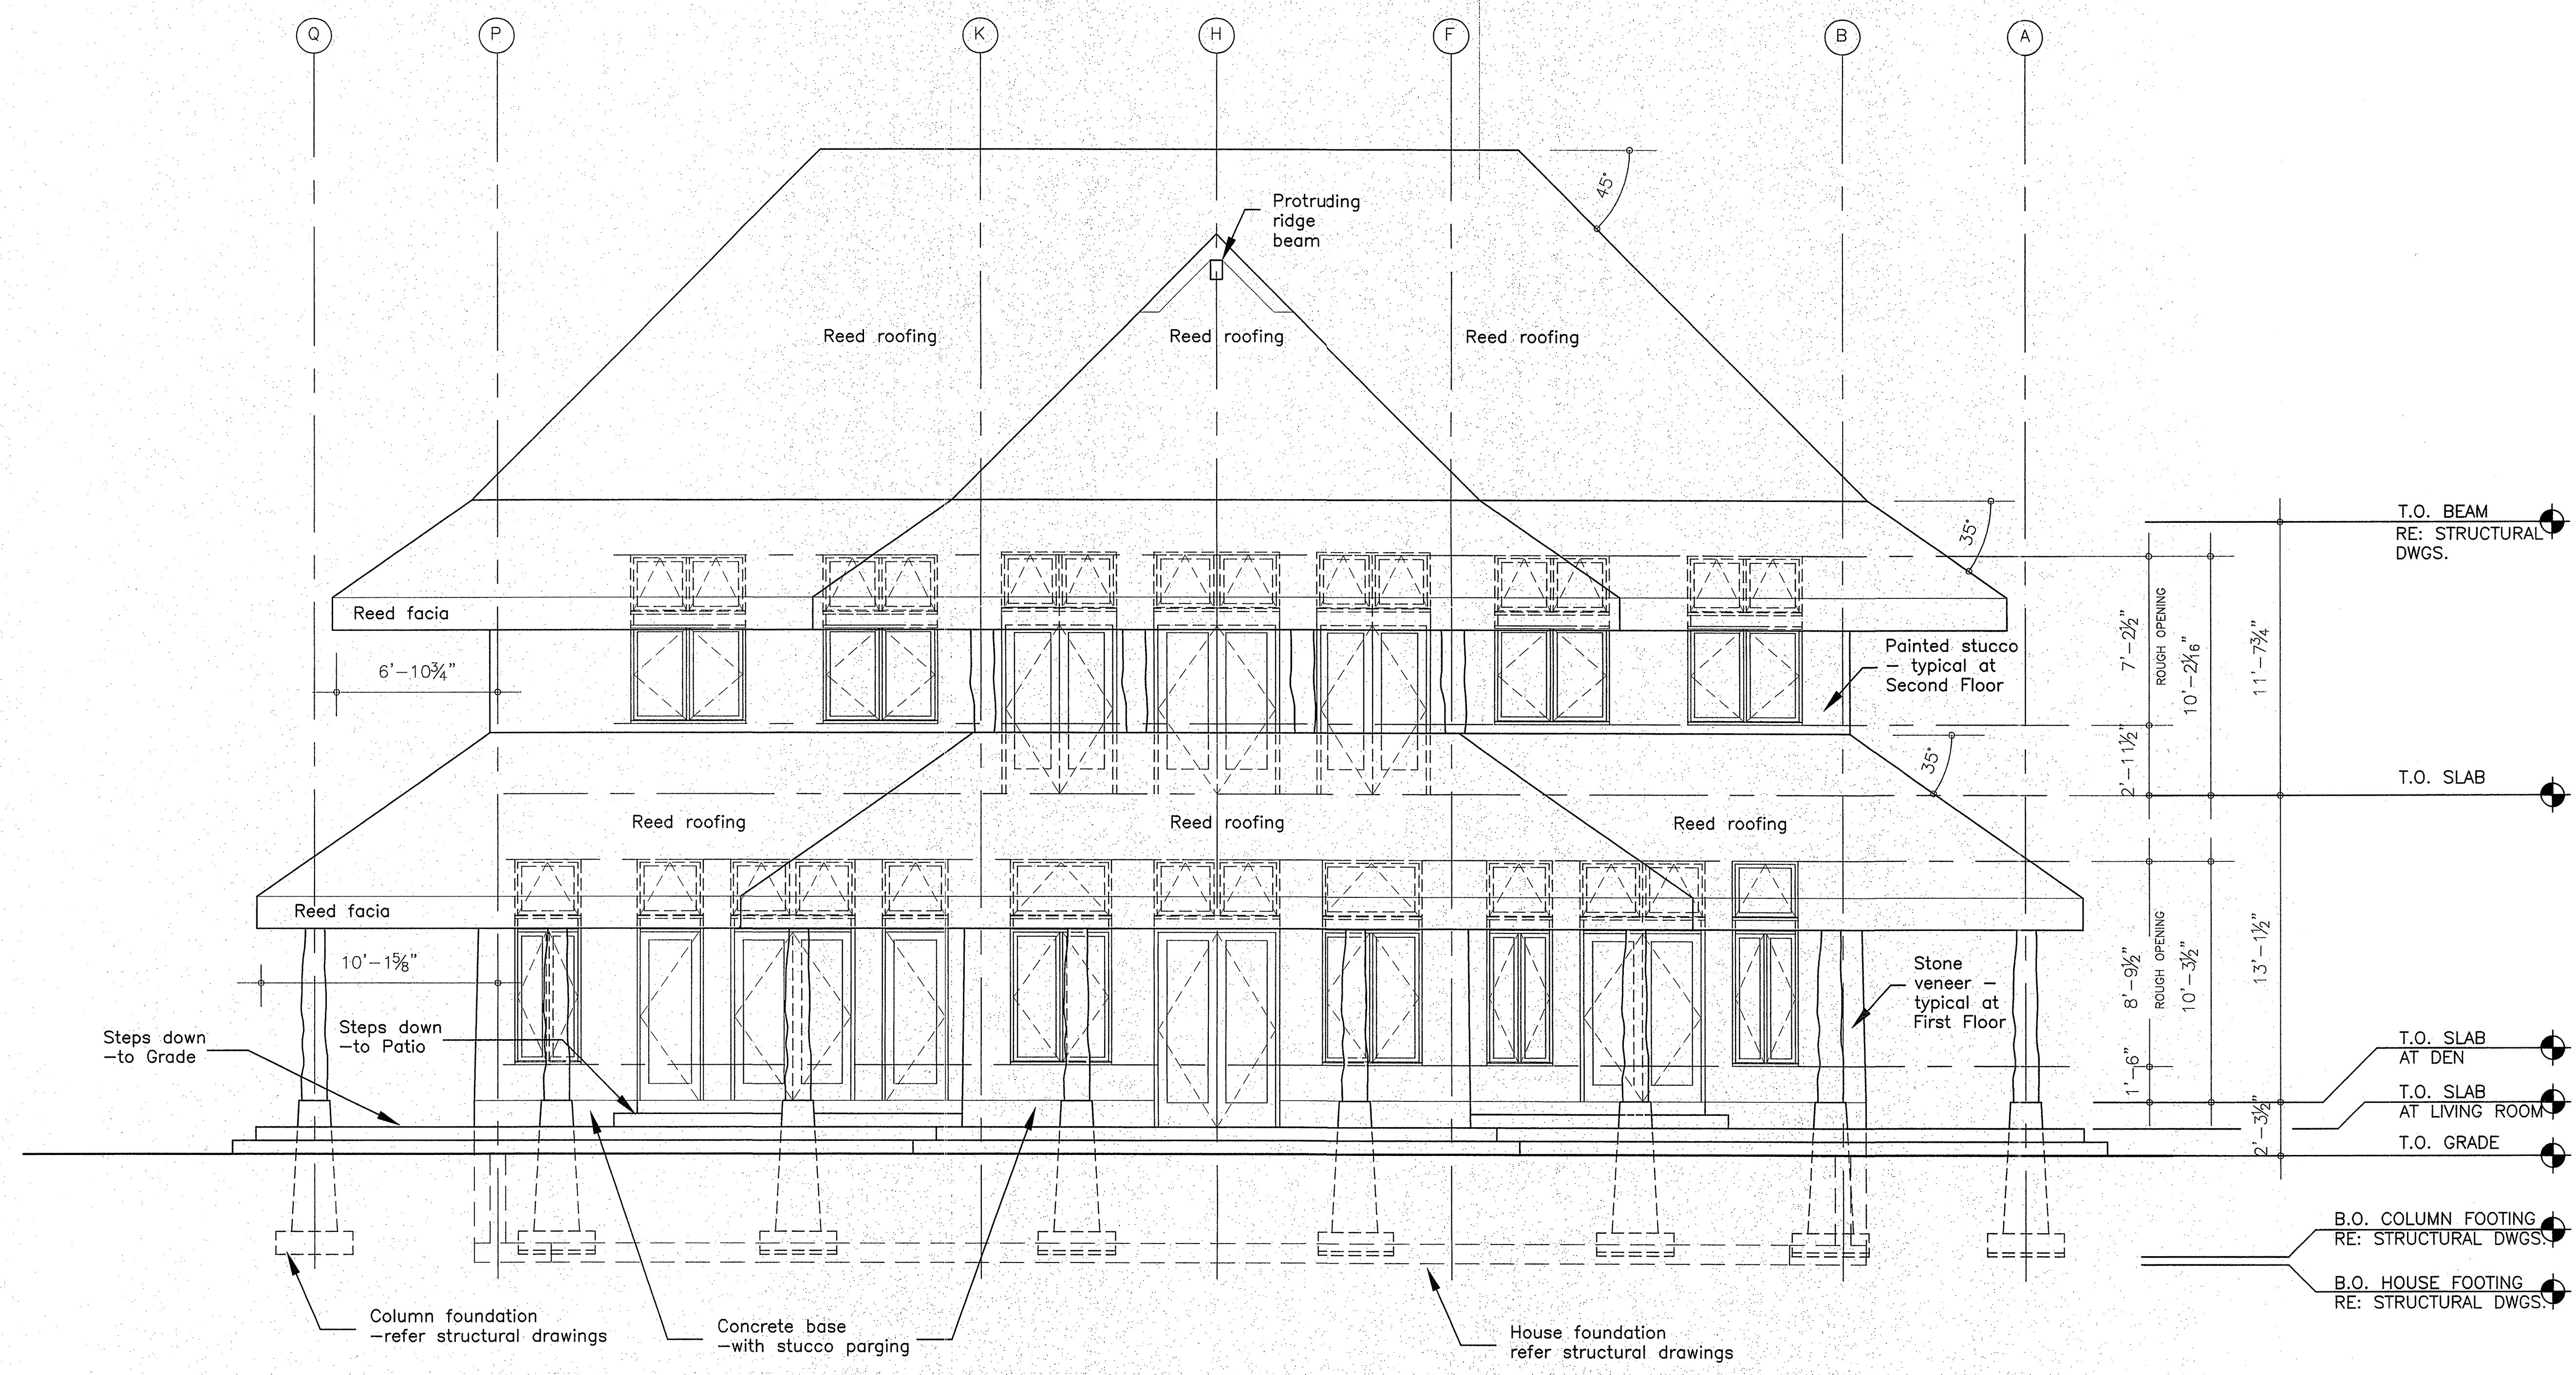 Q P K H F B A
45°
Protruding
ridge
beam
Reed roofing
Reed roofing
Reed roofing
T.O. BEAM
RE: STRUCTURAL
DWGS.
35°
Reed facia
6'-10¾"
Painted stucco
- typical at
Second Floor
7'-2½"
ROUGH OPENING
10'-2 1/16"
11'-7¾"
35°
2'-11½"
T.O. SLAB
Reed roofing
Reed roofing
Reed roofing
Reed facia
10'-1⅝"
Stone
veneer -
typical at
First Floor
8'-9½"
ROUGH OPENING
10'-3½"
13'-1½"
Steps down
-to Grade
Steps down
-to Patio
1'-6"
T.O. SLAB
AT DEN
T.O. SLAB
AT LIVING ROOM
2'-3½"
T.O. GRADE
B.O. COLUMN FOOTING
RE: STRUCTURAL DWGS.
B.O. HOUSE FOOTING
RE: STRUCTURAL DWGS.
Column foundation
-refer structural drawings
Concrete base
-with stucco parging
House foundation
refer structural drawings